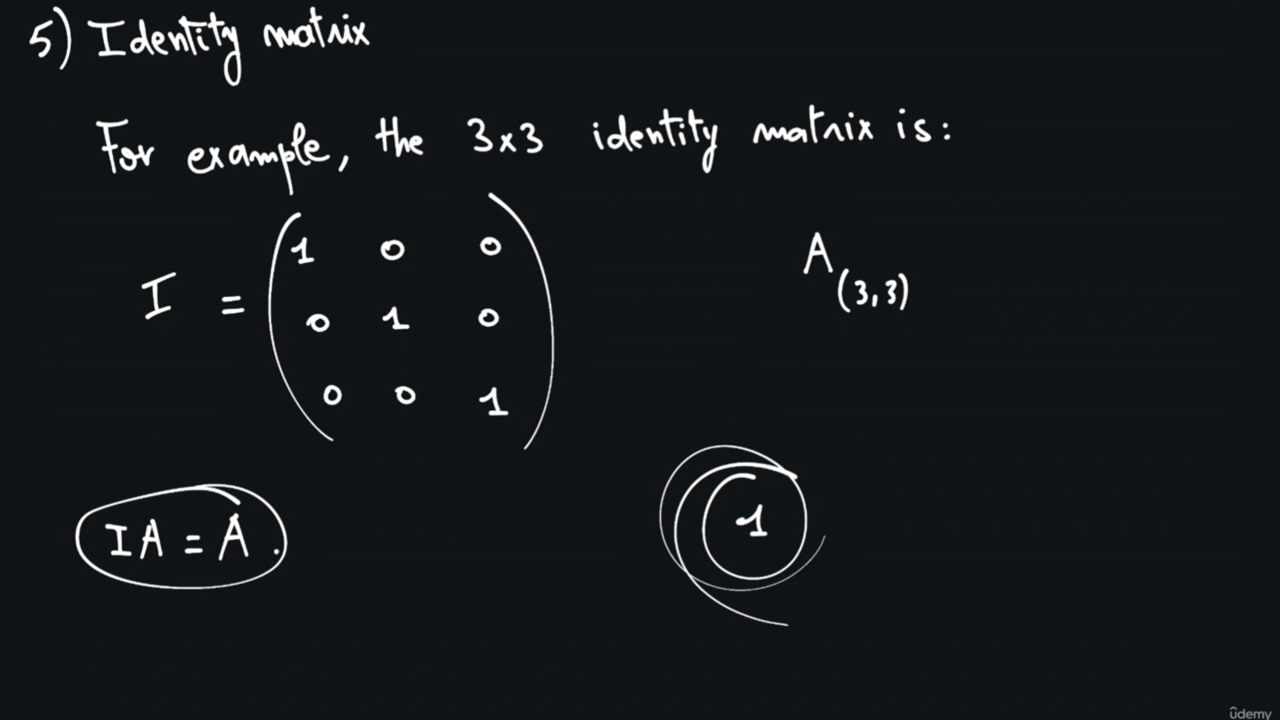 5) Identity matrix
For example, the 3x3 identity matrix is:
I = (1 0 0
0 1 0
0 0 1)
A (3,3)
IA = A.
1
ûdemy